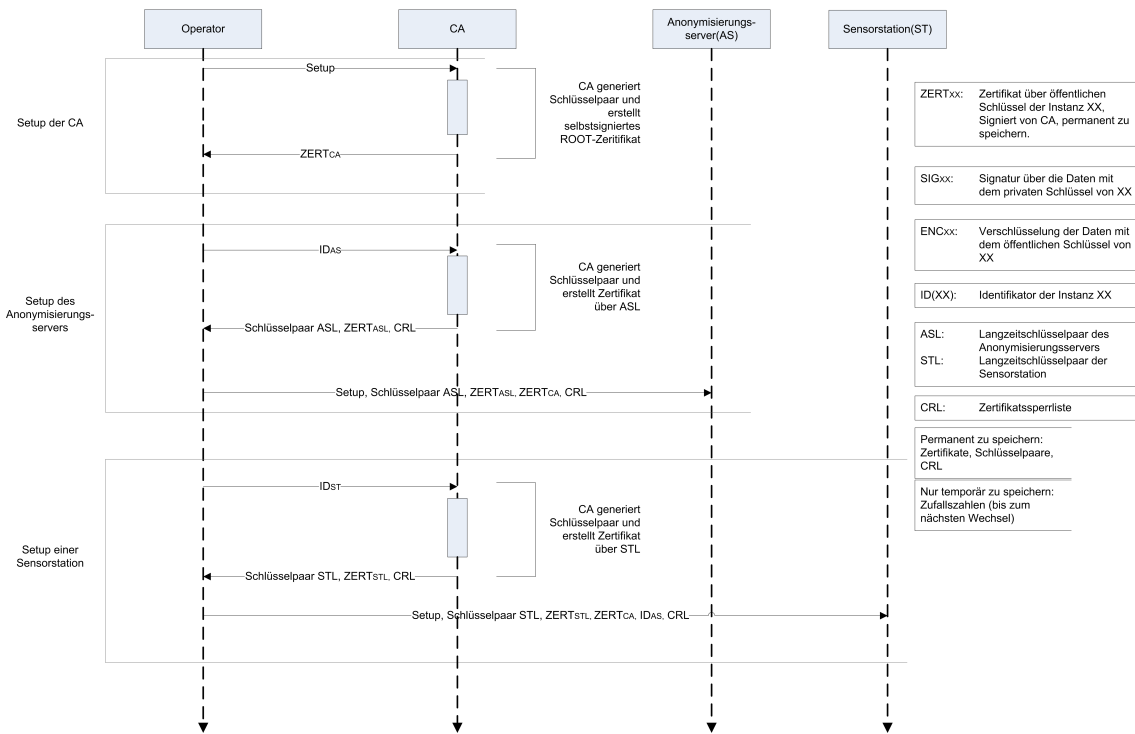 Operator
CA
Anonymisierungs-
server(AS)
Sensorstation(ST)
Setup der CA
Setup
CA generiert
Schlüsselpaar und
erstellt
selbstsigniertes
ROOT-Zeritifikat
ZERTCA
Setup des
Anonymisierungs-
servers
IDAS
CA generiert
Schlüsselpaar und
erstellt Zertifikat
über ASL
Schlüsselpaar ASL, ZERTASL, CRL
Setup, Schlüsselpaar ASL, ZERTASL, ZERTCA, CRL
Setup einer
Sensorstation
IDST
CA generiert
Schlüsselpaar und
erstellt Zertifikat
über STL
Schlüsselpaar STL, ZERTSTL, CRL
Setup, Schlüsselpaar STL, ZERTSTL, ZERTCA, IDAS, CRL
ZERTXX: Zertifikat über öffentlichen
Schlüssel der Instanz XX,
Signiert von CA, permanent zu
speichern.
SIGXX: Signatur über die Daten mit
dem privaten Schlüssel von XX
ENCXX: Verschlüsselung der Daten mit
dem öffentlichen Schlüssel von
XX
ID(XX): Identifikator der Instanz XX
ASL: Langzeitschlüsselpaar des
Anonymisierungsservers
STL: Langzeitschlüsselpaar der
Sensorstation
CRL: Zertifikatssperrliste
Permanent zu speichern:
Zertifikate, Schlüsselpaare,
CRL
Nur temporär zu speichern:
Zufallszahlen (bis zum
nächsten Wechsel)